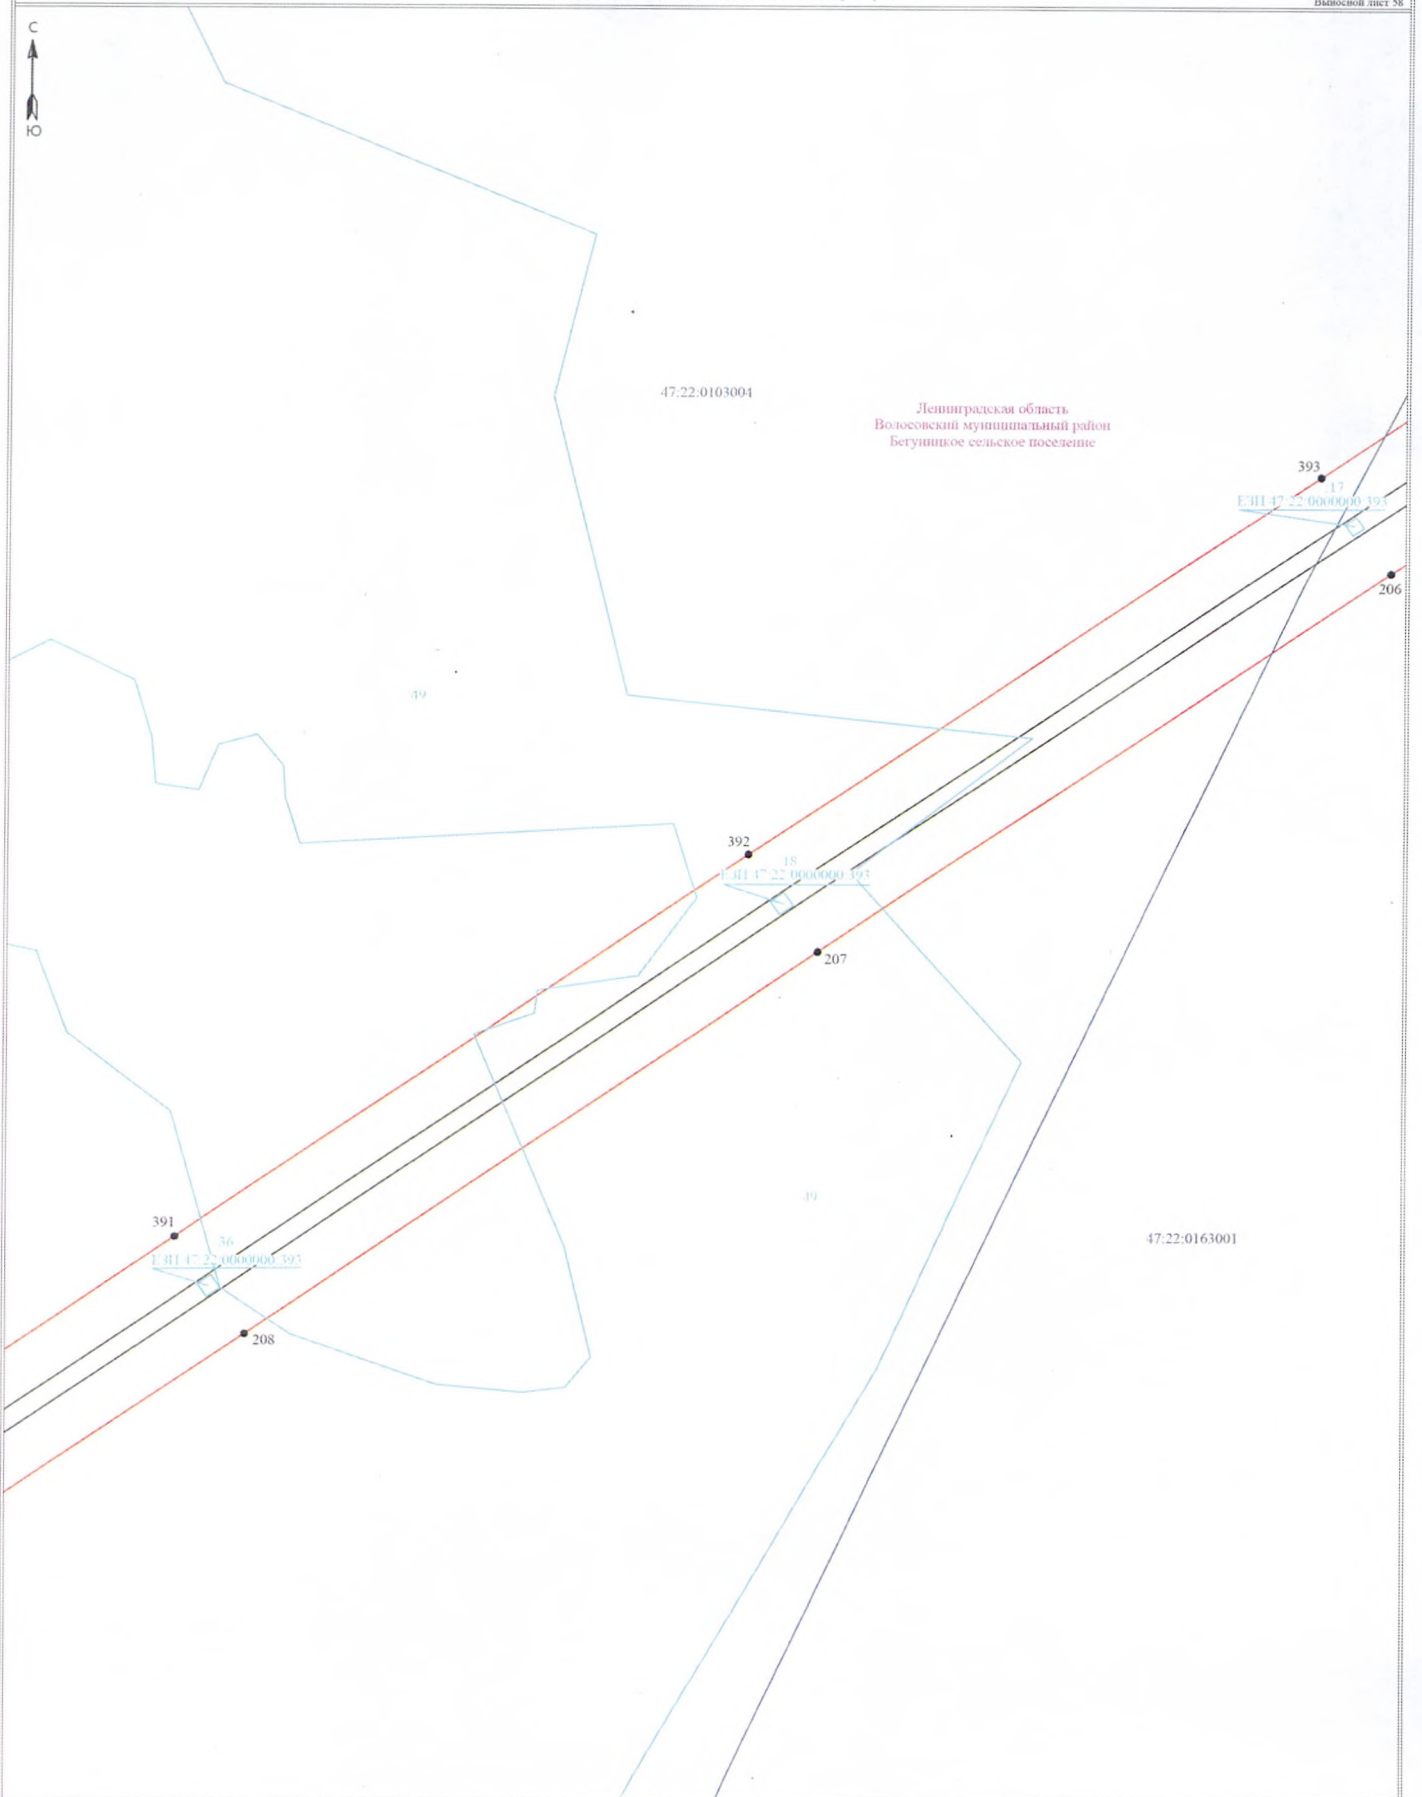 Выносной лист 58
С
Ю
47:22:0103004
Ленинградская область
Волосовский муниципальный район
Бегуницкое сельское поселение
393
17
ЕЗП 47:22:0000000:393
206
49
392
18
ЕЗП 47:22:0000000:393
207
49
391
36
ЕЗП 47:22:0000000:393
208
47:22:0163001